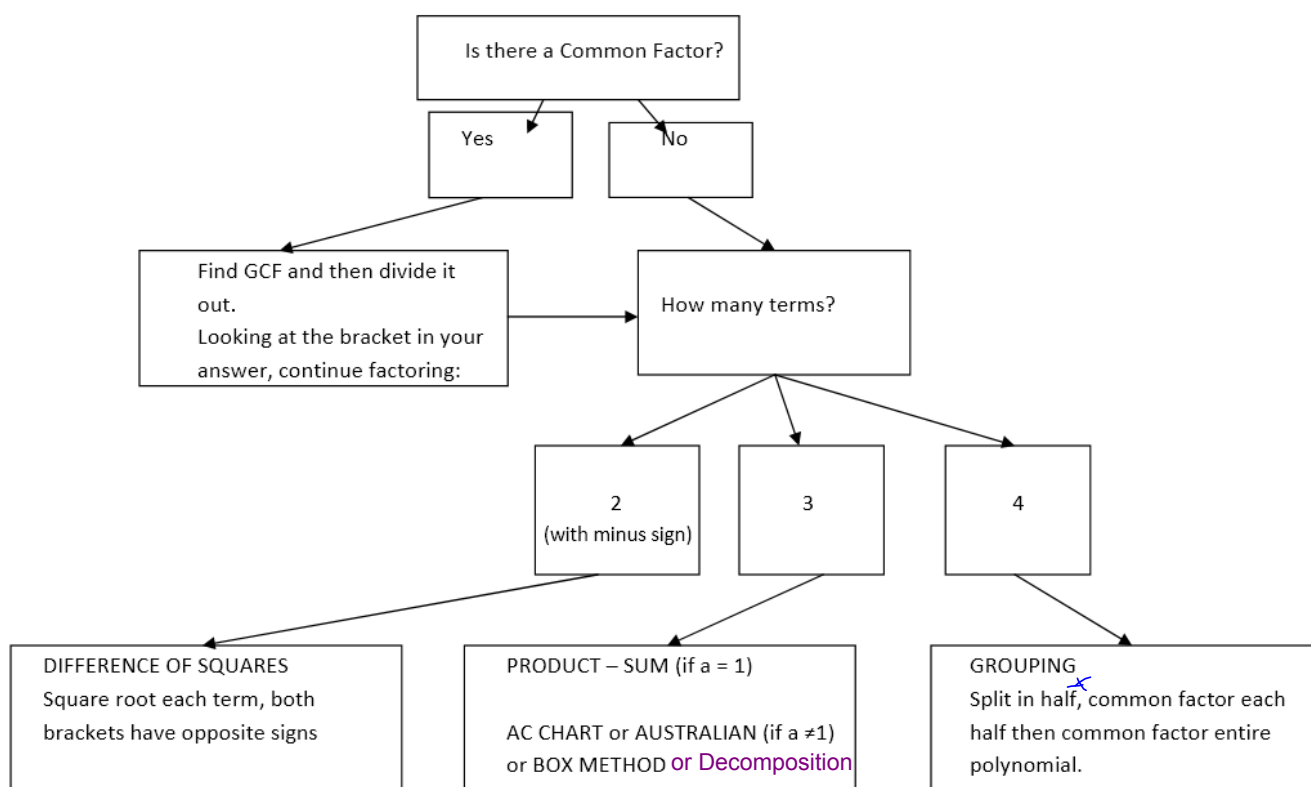 Is there a Common Factor?
Yes
No
Find GCF and then divide it
out.
Looking at the bracket in your
answer, continue factoring:
How many terms?
2
(with minus sign)
3
4
DIFFERENCE OF SQUARES
Square root each term, both
brackets have opposite signs
PRODUCT – SUM (if a = 1)
AC CHART or AUSTRALIAN (if a ≠1)
or BOX METHOD or Decomposition
GROUPING
Split in half, common factor each
half then common factor entire
polynomial.